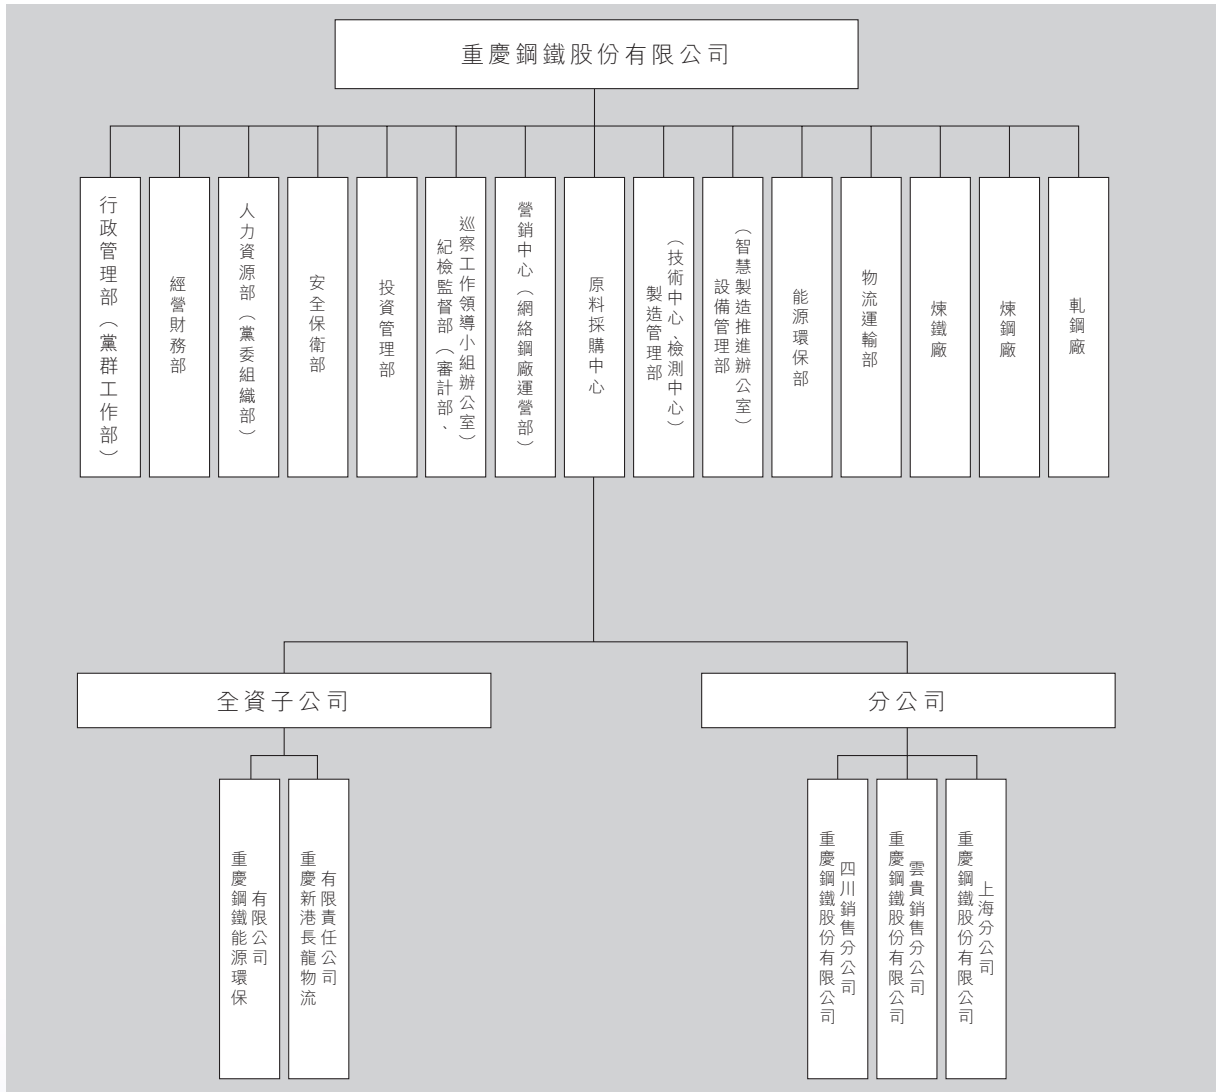 重慶鋼鐵股份有限公司
行政管理部（黨群工作部）
經營財務部
人力資源部（黨委組織部）
安全保衛部
投資管理部
紀檢監督部（審計部、
巡察工作領導小組辦公室）
營銷中心（網絡鋼廠運營部）
原料採購中心
製造管理部
（技術中心、檢測中心）
設備管理部
（智慧製造推進辦公室）
能源環保部
物流運輸部
煉鐵廠
煉鋼廠
軋鋼廠
全資子公司
分公司
重慶鋼鐵能源環保
有限公司
重慶新港長龍物流
有限責任公司
重慶鋼鐵股份有限公司
四川銷售分公司
重慶鋼鐵股份有限公司
雲貴銷售分公司
重慶鋼鐵股份有限公司
上海分公司